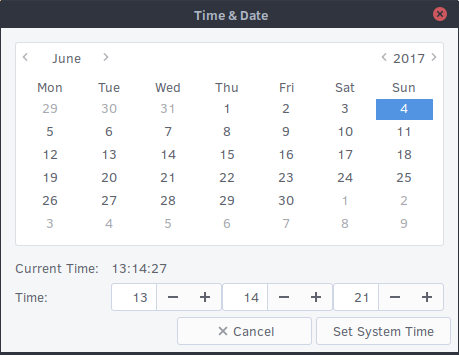 Time & Date
June 2017
Mon Tue Wed Thu Fri Sat Sun
29 30 31 1 2 3 4
5 6 7 8 9 10 11
12 13 14 15 16 17 18
19 20 21 22 23 24 25
26 27 28 29 30 1 2
3 4 5 6 7 8 9
Current Time: 13:14:27
Time: 13 − + 14 − + 21 − +
Cancel Set System Time